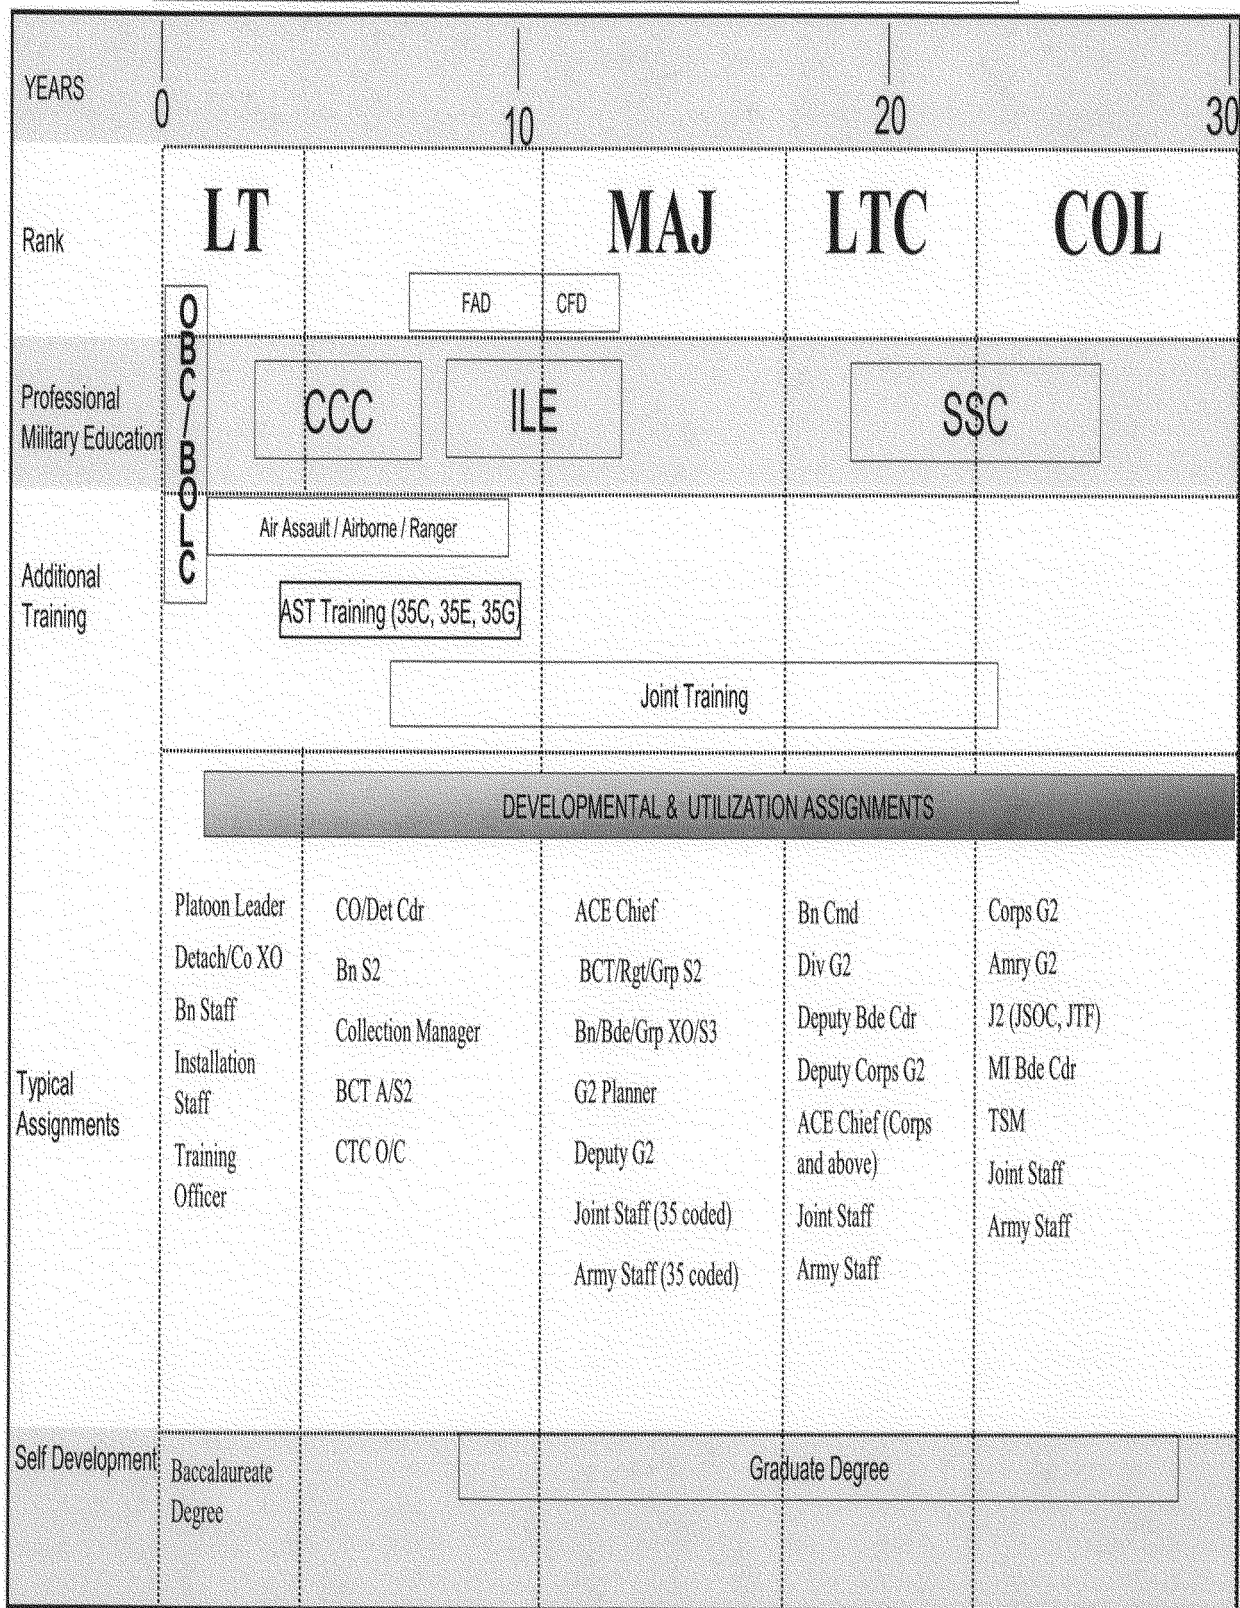 YEARS
0
10
20
30
Rank
LT
MAJ
LTC
COL
FAD
CFD
OBC/BOLC
Professional
Military Education
CCC
ILE
SSC
Additional
Training
Air Assault / Airborne / Ranger
AST Training (35C, 35E, 35G)
Joint Training
DEVELOPMENTAL & UTILIZATION ASSIGNMENTS
Typical
Assignments
Platoon Leader
Detach/Co XO
Bn Staff
Installation
Staff
Training
Officer
CO/Det Cdr
Bn S2
Collection Manager
BCT A/S2
CTC O/C
ACE Chief
BCT/Rgt/Grp S2
Bn/Bde/Grp XO/S3
G2 Planner
Deputy G2
Joint Staff (35 coded)
Army Staff (35 coded)
Bn Cmd
Div G2
Deputy Bde Cdr
Deputy Corps G2
ACE Chief (Corps
and above)
Joint Staff
Army Staff
Corps G2
Amry G2
J2 (JSOC, JTF)
MI Bde Cdr
TSM
Joint Staff
Army Staff
Self Development
Baccalaureate
Degree
Graduate Degree